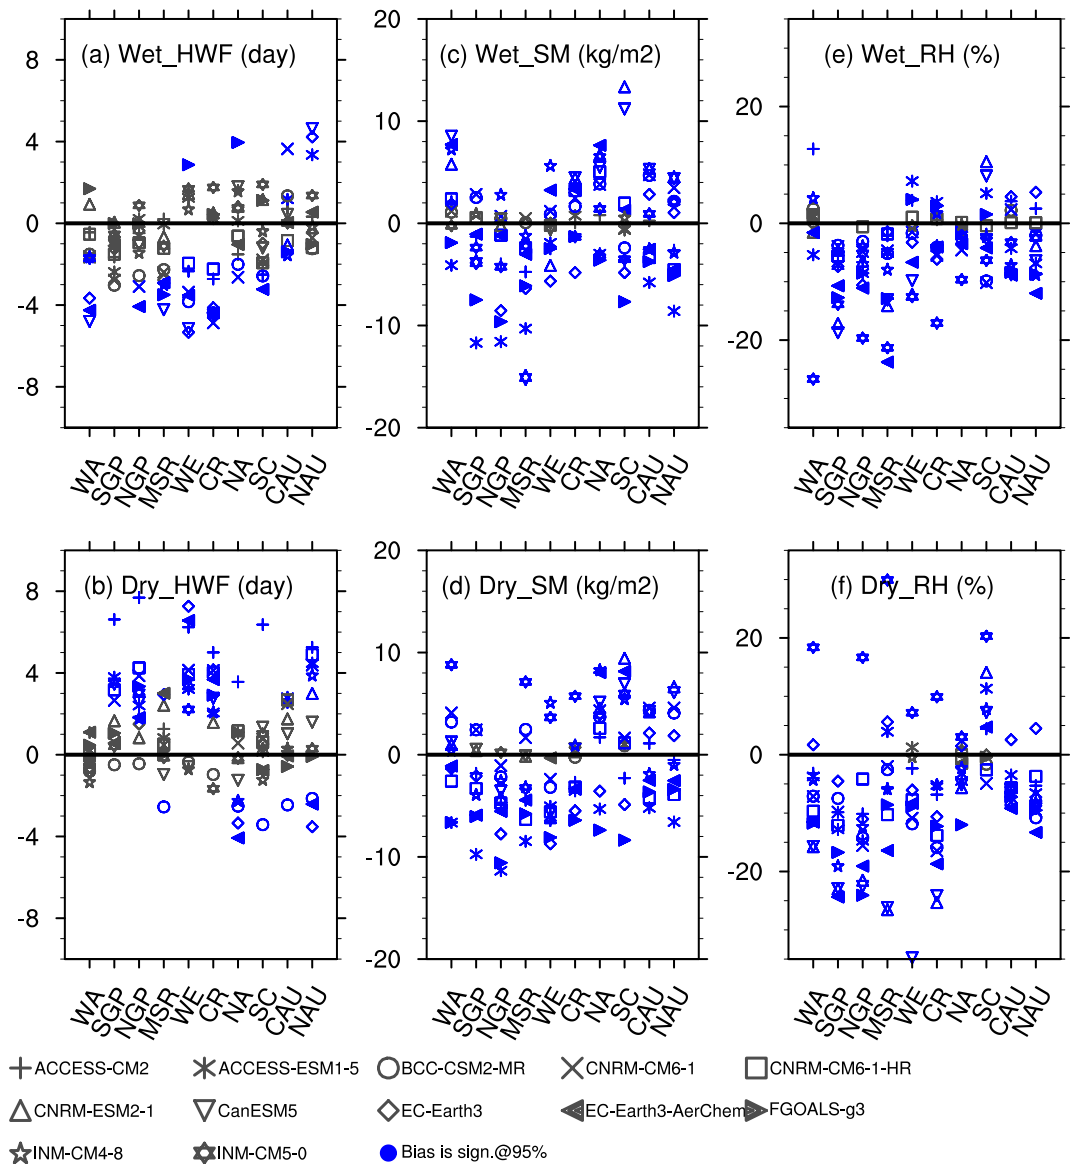 (a) Wet_HWF (day)
8
4
0
-4
-8
WA
SGP
NGP
MSR
WE
CR
NA
SC
CAU
NAU
(c) Wet_SM (kg/m2)
20
10
0
-10
-20
WA
SGP
NGP
MSR
WE
CR
NA
SC
CAU
NAU
(e) Wet_RH (%)
20
0
-20
WA
SGP
NGP
MSR
WE
CR
NA
SC
CAU
NAU
(b) Dry_HWF (day)
8
4
0
-4
-8
WA
SGP
NGP
MSR
WE
CR
NA
SC
CAU
NAU
(d) Dry_SM (kg/m2)
20
10
0
-10
-20
WA
SGP
NGP
MSR
WE
CR
NA
SC
CAU
NAU
(f) Dry_RH (%)
20
0
-20
WA
SGP
NGP
MSR
WE
CR
NA
SC
CAU
NAU
ACCESS-CM2 ACCESS-ESM1-5 BCC-CSM2-MR CNRM-CM6-1 CNRM-CM6-1-HR
CNRM-ESM2-1 CanESM5 EC-Earth3 EC-Earth3-AerChem FGOALS-g3
INM-CM4-8 INM-CM5-0 Bias is sign.@95%